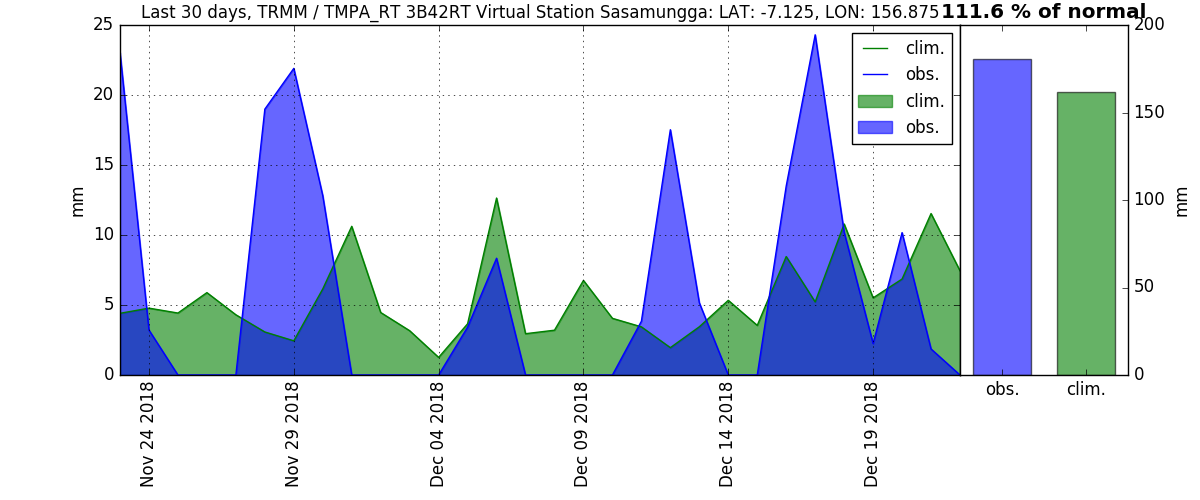 Last 30 days, TRMM / TMPA_RT 3B42RT Virtual Station Sasamungga: LAT: -7.125, LON: 156.875
111.6 % of normal
25
20
15
10
5
0
mm
clim.
obs.
clim.
obs.
200
150
100
50
0
mm
Nov 24 2018
Nov 29 2018
Dec 04 2018
Dec 09 2018
Dec 14 2018
Dec 19 2018
obs.
clim.